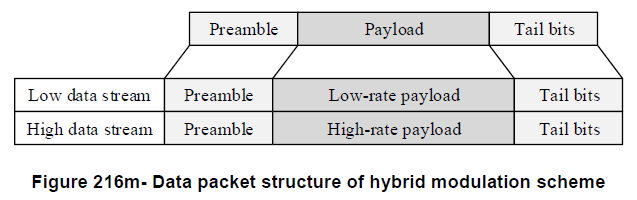 Preamble Payload Tail bits
Low data stream Preamble Low-rate payload Tail bits
High data stream Preamble High-rate payload Tail bits
Figure 216m- Data packet structure of hybrid modulation scheme